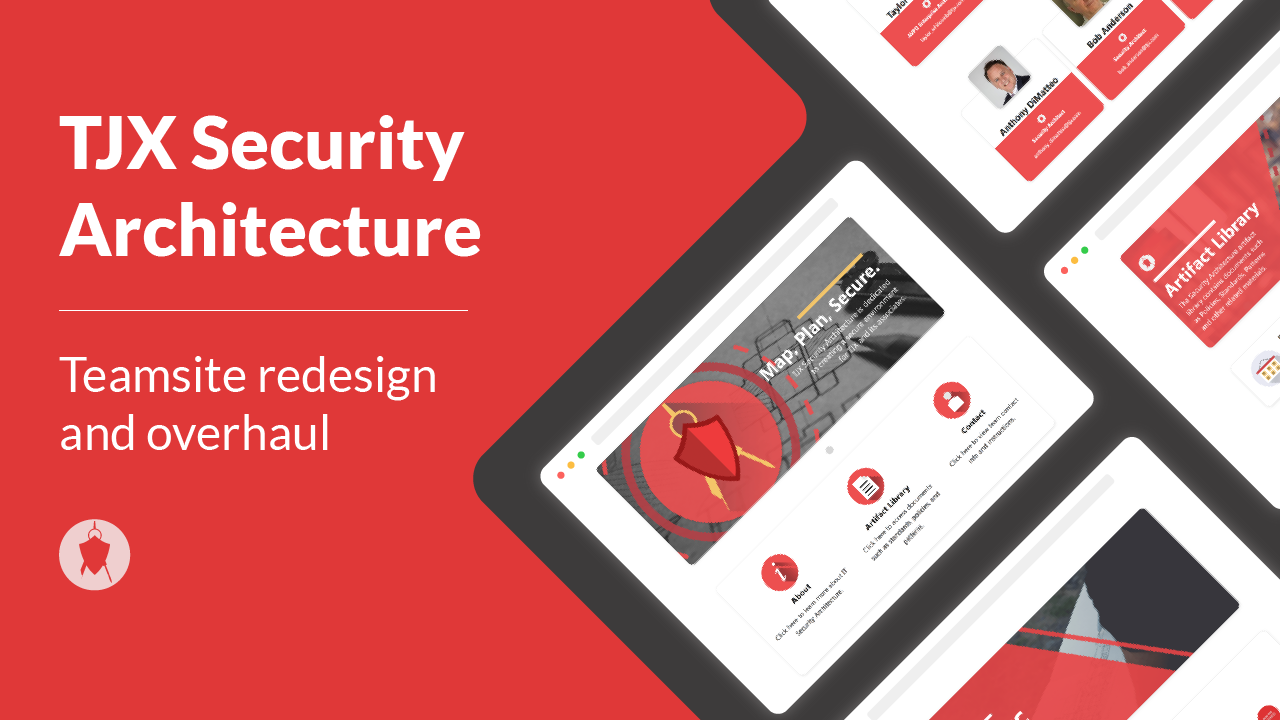 TJX Security
Architecture
Teamsite redesign
and overhaul
Map. Plan. Secure.
TJX Security Architecture is dedicated
to creating a secure environment
for TJX and its associates.
About
Click here to learn more about IT
Security Architecture.
Artifact Library
Click here to access documents
such as standards, policies, and
patterns.
Contact
Click here to view team contact
info and instructions.
Taylor
Anthony DiMatteo
Security Architect
Bob Anderson
Security Architect
Artifact Library
The Security Architecture artifact
library contains documents such
as Policies, Standards, Patterns
and other related materials.